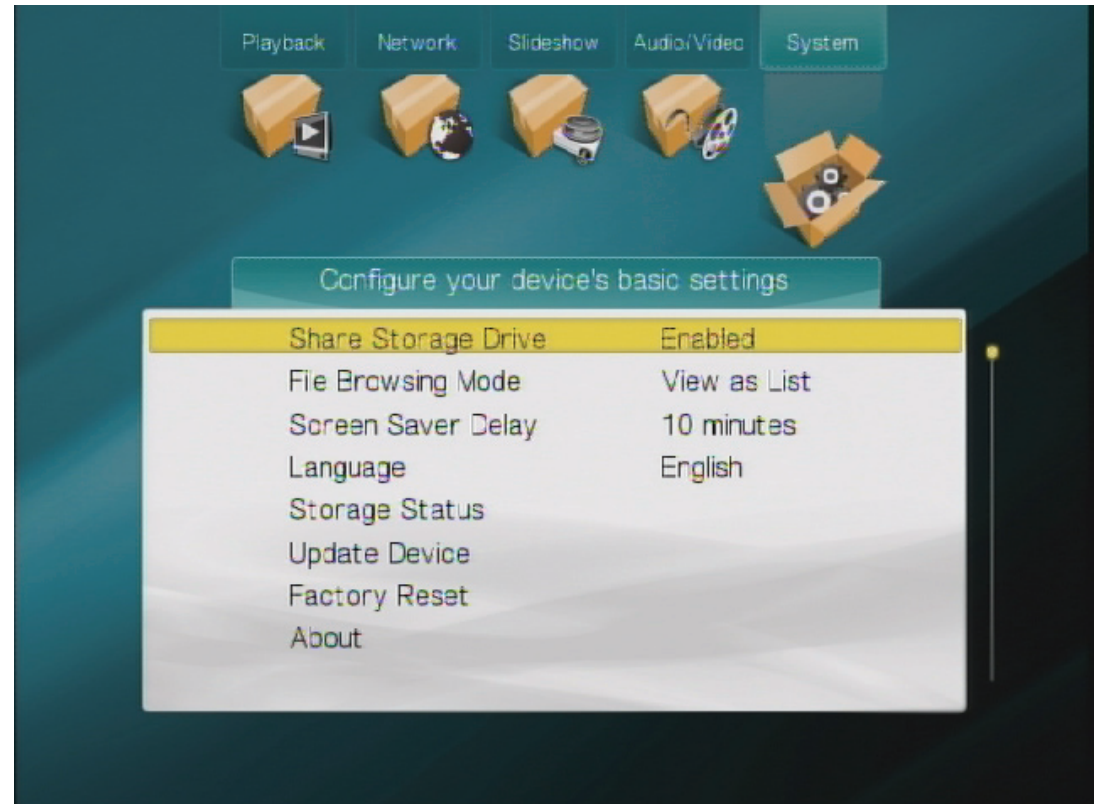 Playback Network Slideshow Audio/Video System
Configure your device's basic settings
Share Storage Drive Enabled
File Browsing Mode View as List
Screen Saver Delay 10 minutes
Language English
Storage Status
Update Device
Factory Reset
About